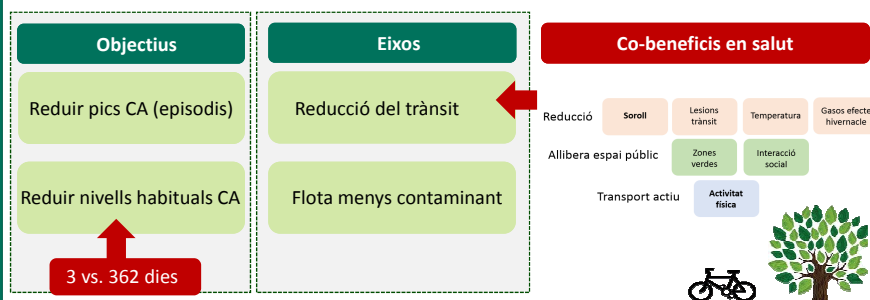 Objectius
Reduir pics CA (episodis)
Reduir nivells habituals CA
3 vs. 362 dies
Eixos
Reducció del trànsit
Flota menys contaminant
Co-beneficis en salut
Reducció
Soroll
Lesions
trànsit
Temperatura
Gasos efecte
hivernacle
Allibera espai públic
Zones
verdes
Interacció
social
Transport actiu
Activitat
física